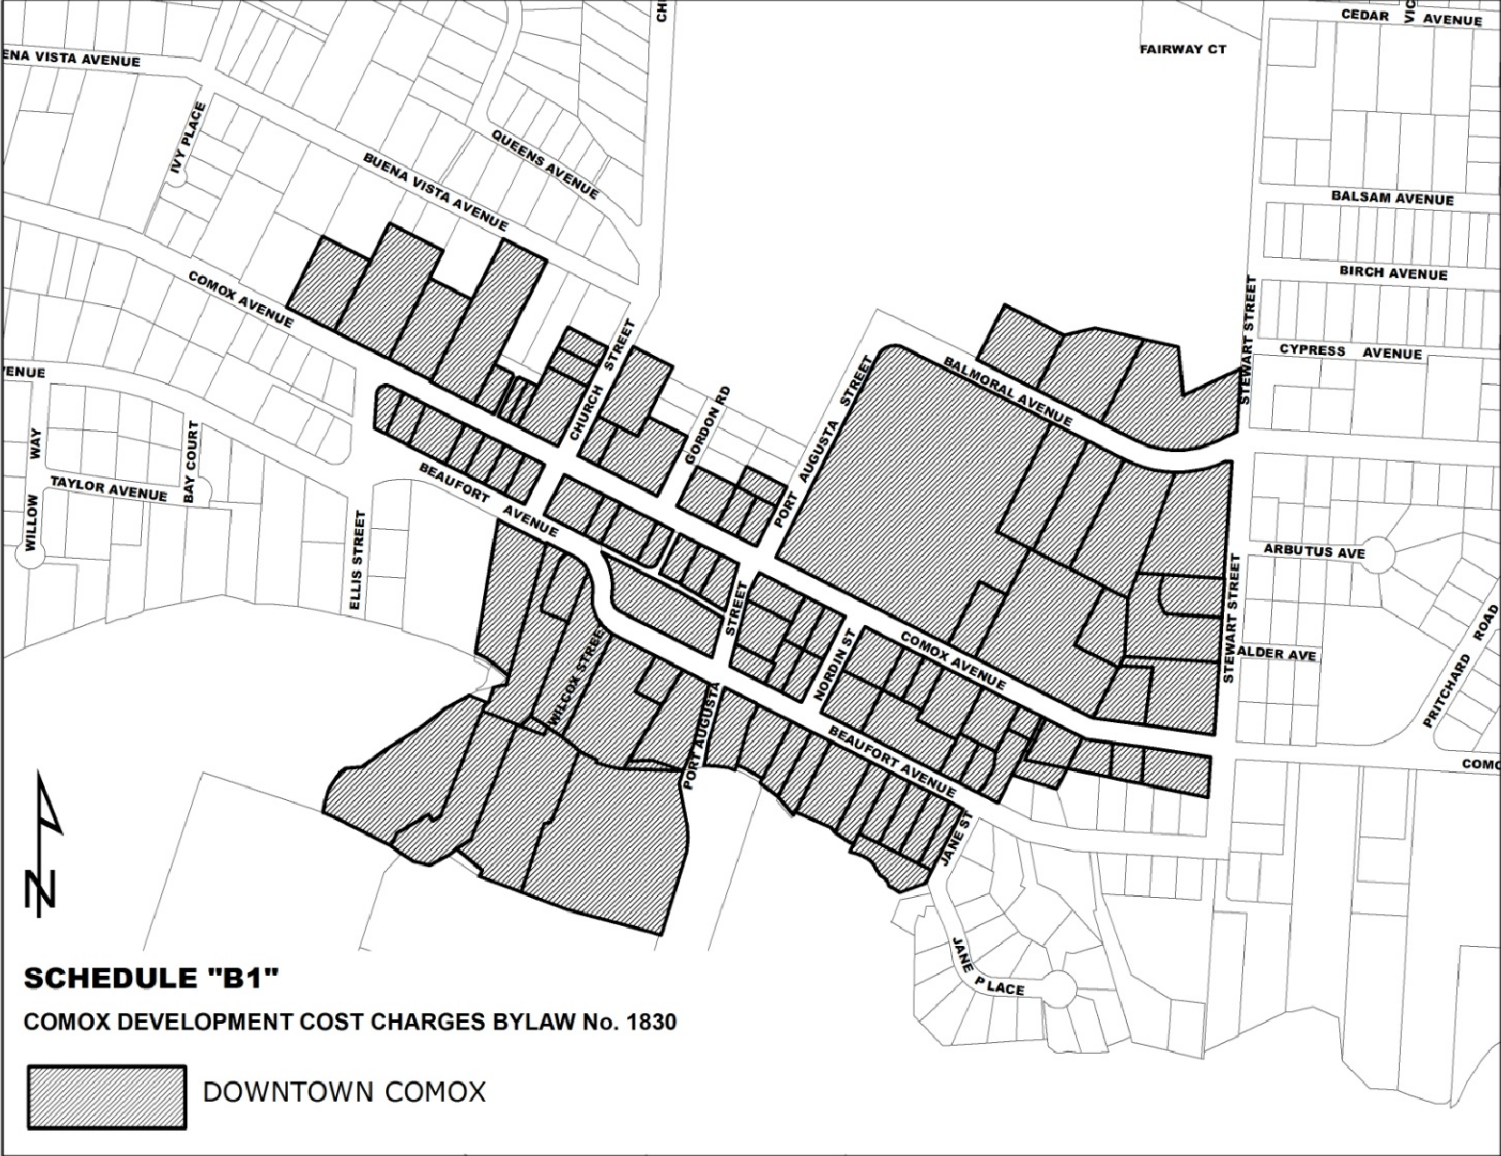 CEDAR AVENUE
FAIRWAY CT
ENA VISTA AVENUE
IVY PLACE
QUEENS AVENUE
BUENA VISTA AVENUE
BALSAM AVENUE
BIRCH AVENUE
COMOX AVENUE
STEWART STREET
CYPRESS AVENUE
CHURCH STREET
BALMORAL AVENUE
PORT AUGUSTA STREET
GORDON RD
VENUE
WILLOW WAY
BAY COURT
TAYLOR AVENUE
BEAUFORT AVENUE
ELLIS STREET
ARBUTUS AVE
STEWART STREET
ALDER AVE
PRITCHARD ROAD
WILCOX STREE
STREET
PORT AUGUSTA
NORDIN ST
COMOX AVENUE
BEAUFORT AVENUE
COMO
JANE ST
JANE PLACE
N
SCHEDULE "B1"
COMOX DEVELOPMENT COST CHARGES BYLAW No. 1830
DOWNTOWN COMOX